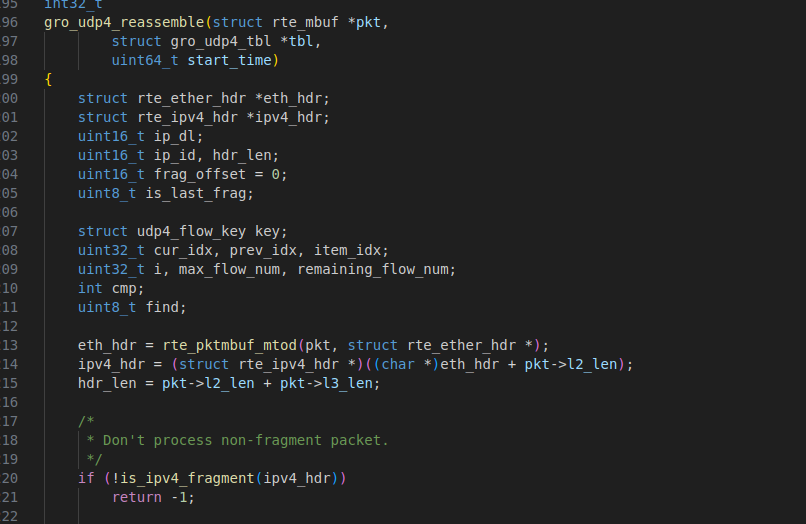 95 int32_t
96 gro_udp4_reassemble(struct rte_mbuf *pkt,
97 struct gro_udp4_tbl *tbl,
98 uint64_t start_time)
99 {
00 struct rte_ether_hdr *eth_hdr;
01 struct rte_ipv4_hdr *ipv4_hdr;
02 uint16_t ip_dl;
03 uint16_t ip_id, hdr_len;
04 uint16_t frag_offset = 0;
05 uint8_t is_last_frag;
06
07 struct udp4_flow_key key;
08 uint32_t cur_idx, prev_idx, item_idx;
09 uint32_t i, max_flow_num, remaining_flow_num;
10 int cmp;
11 uint8_t find;
12
13 eth_hdr = rte_pktmbuf_mtod(pkt, struct rte_ether_hdr *);
14 ipv4_hdr = (struct rte_ipv4_hdr *)((char *)eth_hdr + pkt->l2_len);
15 hdr_len = pkt->l2_len + pkt->l3_len;
16
17 /*
18 * Don't process non-fragment packet.
19 */
20 if (!is_ipv4_fragment(ipv4_hdr))
21 return -1;
22